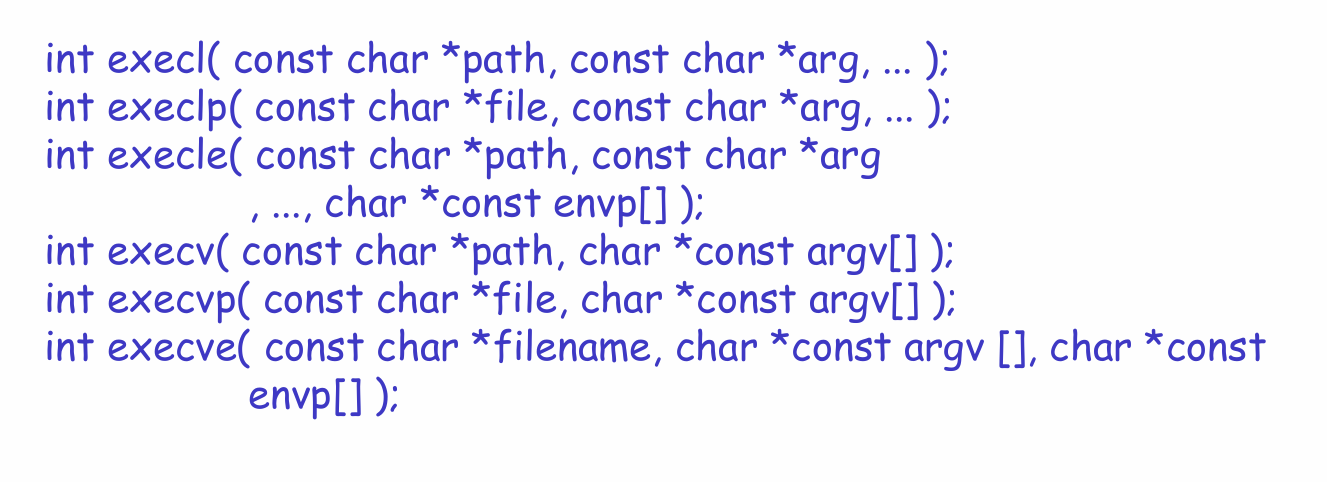 int execl( const char *path, const char *arg, ... );
int execlp( const char *file, const char *arg, ... );
int execle( const char *path, const char *arg
, ..., char *const envp[] );
int execv( const char *path, char *const argv[] );
int execvp( const char *file, char *const argv[] );
int execve( const char *filename, char *const argv [], char *const
envp[] );